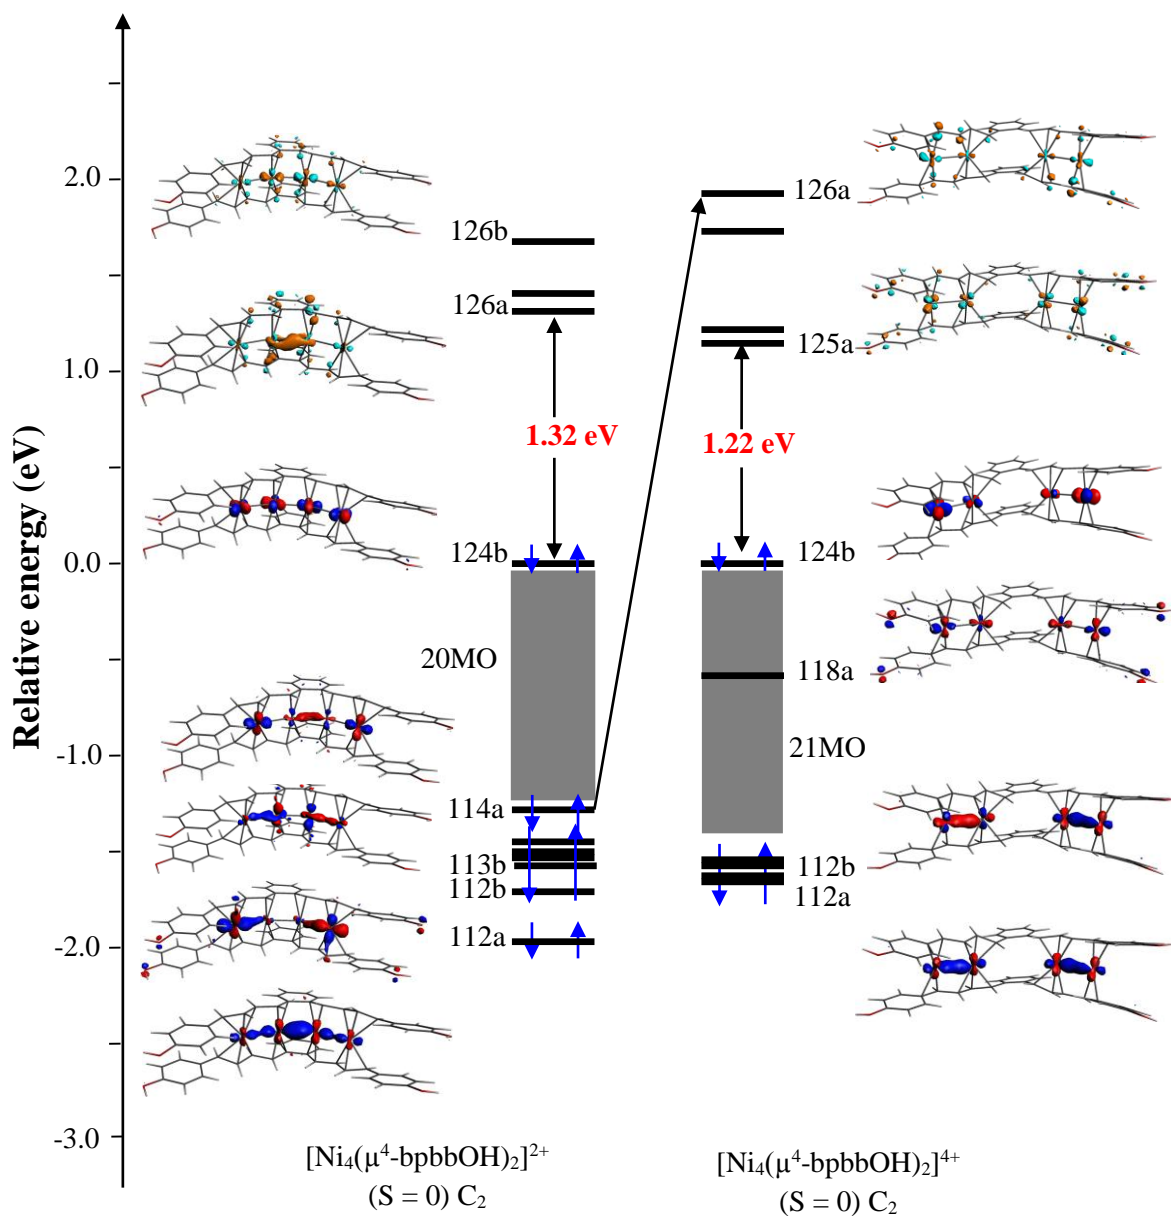 Relative energy (eV)
2.0
1.0
0.0
-1.0
-2.0
-3.0
126b
126a
1.32 eV
124b
20MO
114a
113b
112b
112a
126a
125a
1.22 eV
124b
118a
21MO
112b
112a
[Ni₄(μ⁴-bpbbOH)₂]²⁺
(S = 0) C₂
[Ni₄(μ⁴-bpbbOH)₂]⁴⁺
(S = 0) C₂